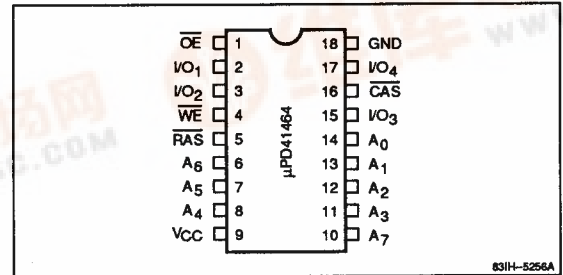 OE 1 18 GND
I/O1 2 17 I/O4
I/O2 3 16 CAS
WE 4 15 I/O3
RAS 5 14 A0
A6 6 13 A1
A5 7 12 A2
A4 8 11 A3
VCC 9 10 A7
μPD41464
83IH-5256A